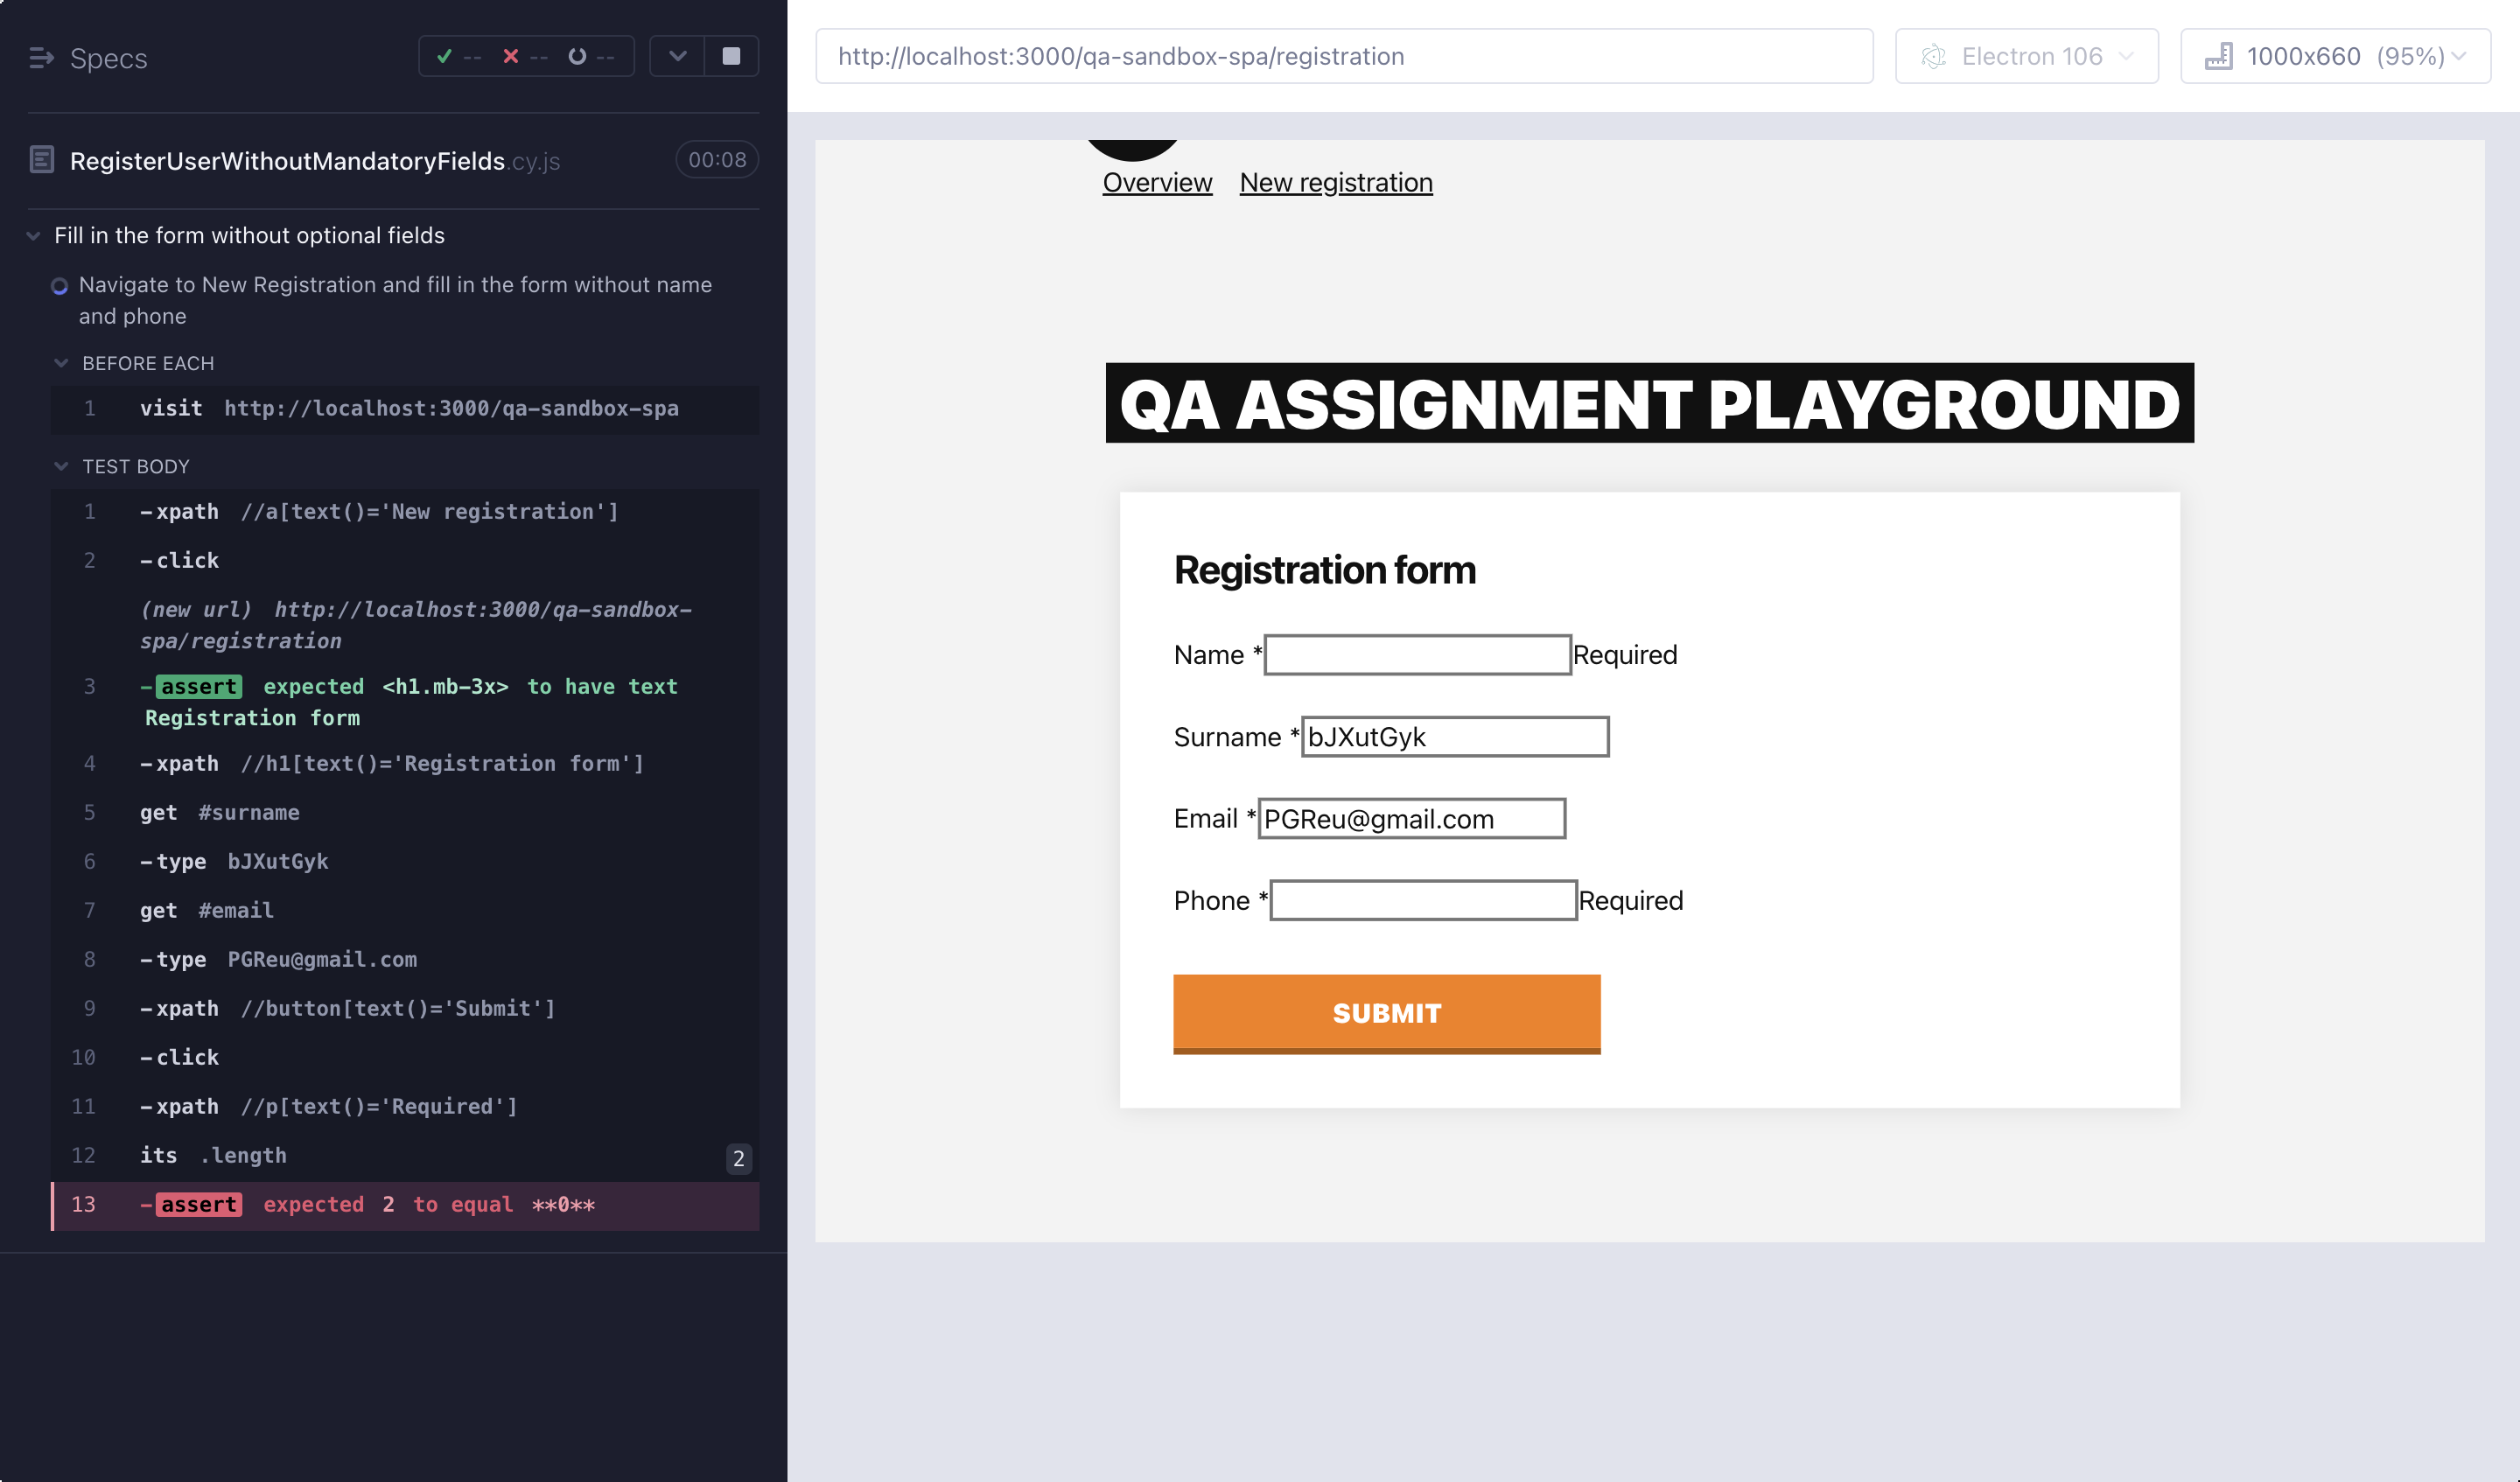 Specs
-- -- --
RegisterUserWithoutMandatoryFields.cy.js
00:08
Fill in the form without optional fields
Navigate to New Registration and fill in the form without name
and phone
BEFORE EACH
1 visit http://localhost:3000/qa-sandbox-spa
TEST BODY
1 -xpath //a[text()='New registration']
2 -click
(new url) http://localhost:3000/qa-sandbox-
spa/registration
3 -assert expected <h1.mb-3x> to have text
Registration form
4 -xpath //h1[text()='Registration form']
5 get #surname
6 -type bJXutGyk
7 get #email
8 -type PGReu@gmail.com
9 -xpath //button[text()='Submit']
10 -click
11 -xpath //p[text()='Required']
12 its .length 2
13 -assert expected 2 to equal **0**
http://localhost:3000/qa-sandbox-spa/registration
Electron 106
1000x660 (95%)
Overview New registration
QA ASSIGNMENT PLAYGROUND
Registration form
Name * Required
Surname * bJXutGyk
Email * PGReu@gmail.com
Phone * Required
SUBMIT